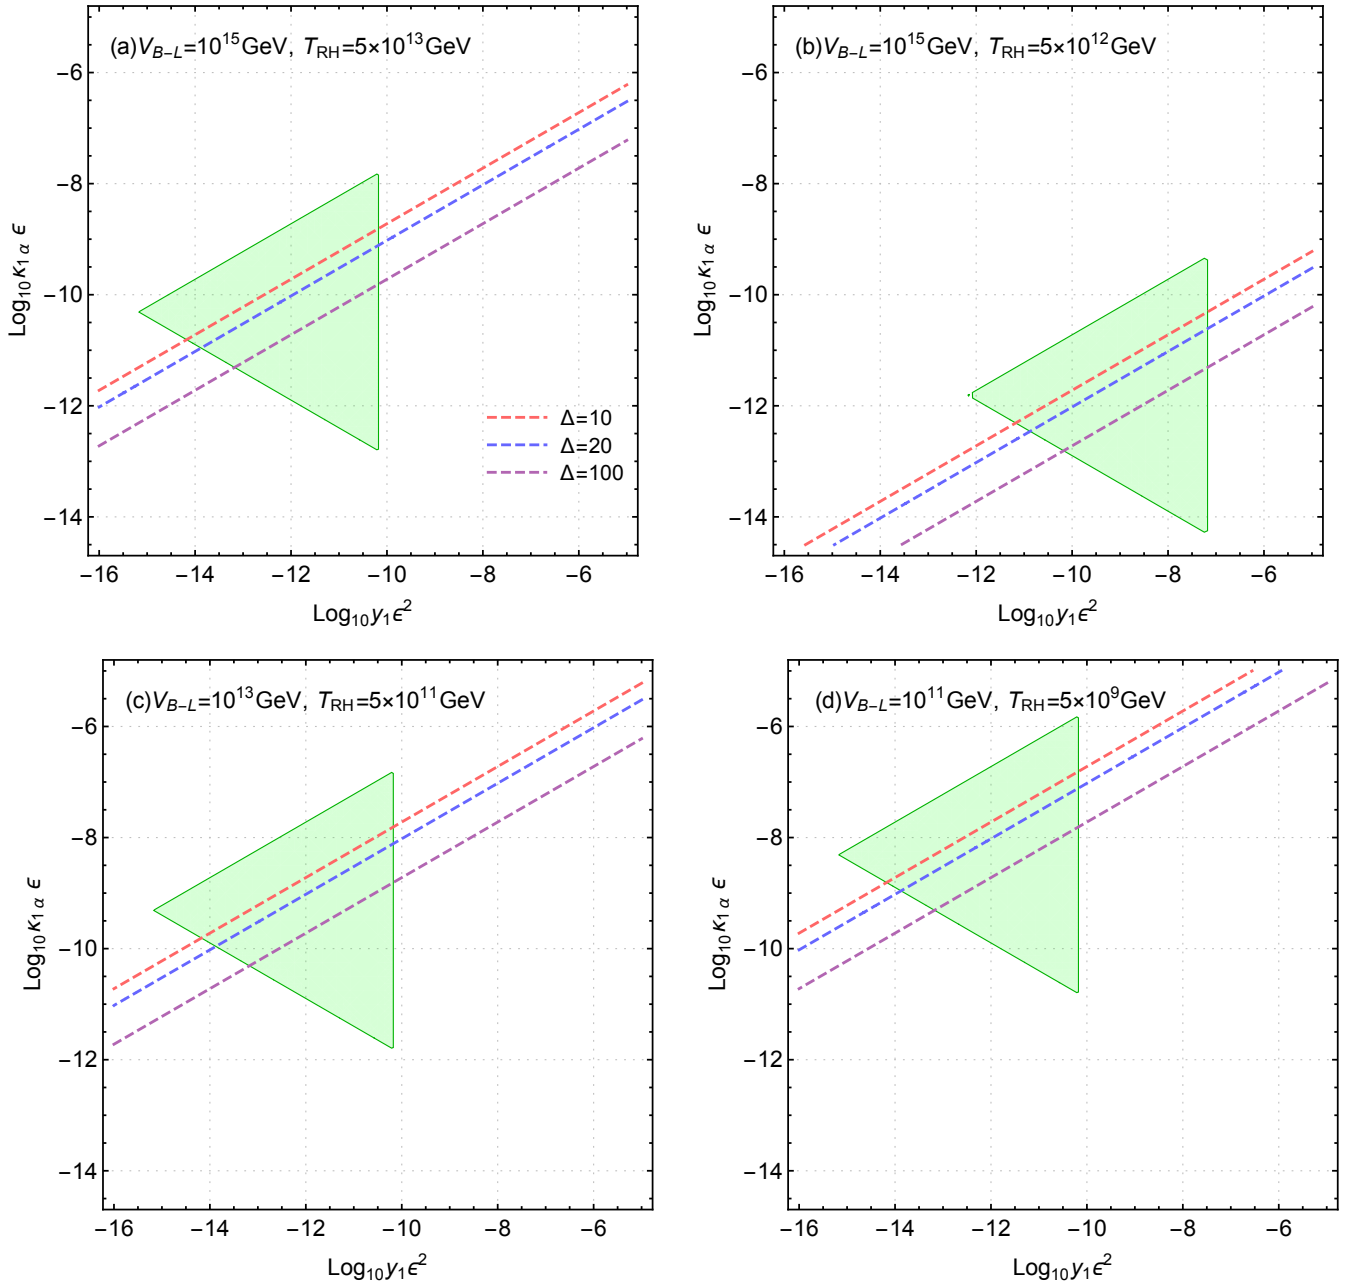 (a)V_{B−L}=10^{15}GeV, T_{RH}=5×10^{13}GeV
−6
−8
−10
−12
−14
Log_{10}κ_{1α} ϵ
Δ=10
Δ=20
Δ=100
−16 −14 −12 −10 −8 −6
Log_{10}y_1ϵ^2
(b)V_{B−L}=10^{15}GeV, T_{RH}=5×10^{12}GeV
−6
−8
−10
−12
−14
Log_{10}κ_{1α} ϵ
−16 −14 −12 −10 −8 −6
Log_{10}y_1ϵ^2
(c)V_{B−L}=10^{13}GeV, T_{RH}=5×10^{11}GeV
−6
−8
−10
−12
−14
Log_{10}κ_{1α} ϵ
−16 −14 −12 −10 −8 −6
Log_{10}y_1ϵ^2
(d)V_{B−L}=10^{11}GeV, T_{RH}=5×10^9GeV
−6
−8
−10
−12
−14
Log_{10}κ_{1α} ϵ
−16 −14 −12 −10 −8 −6
Log_{10}y_1ϵ^2